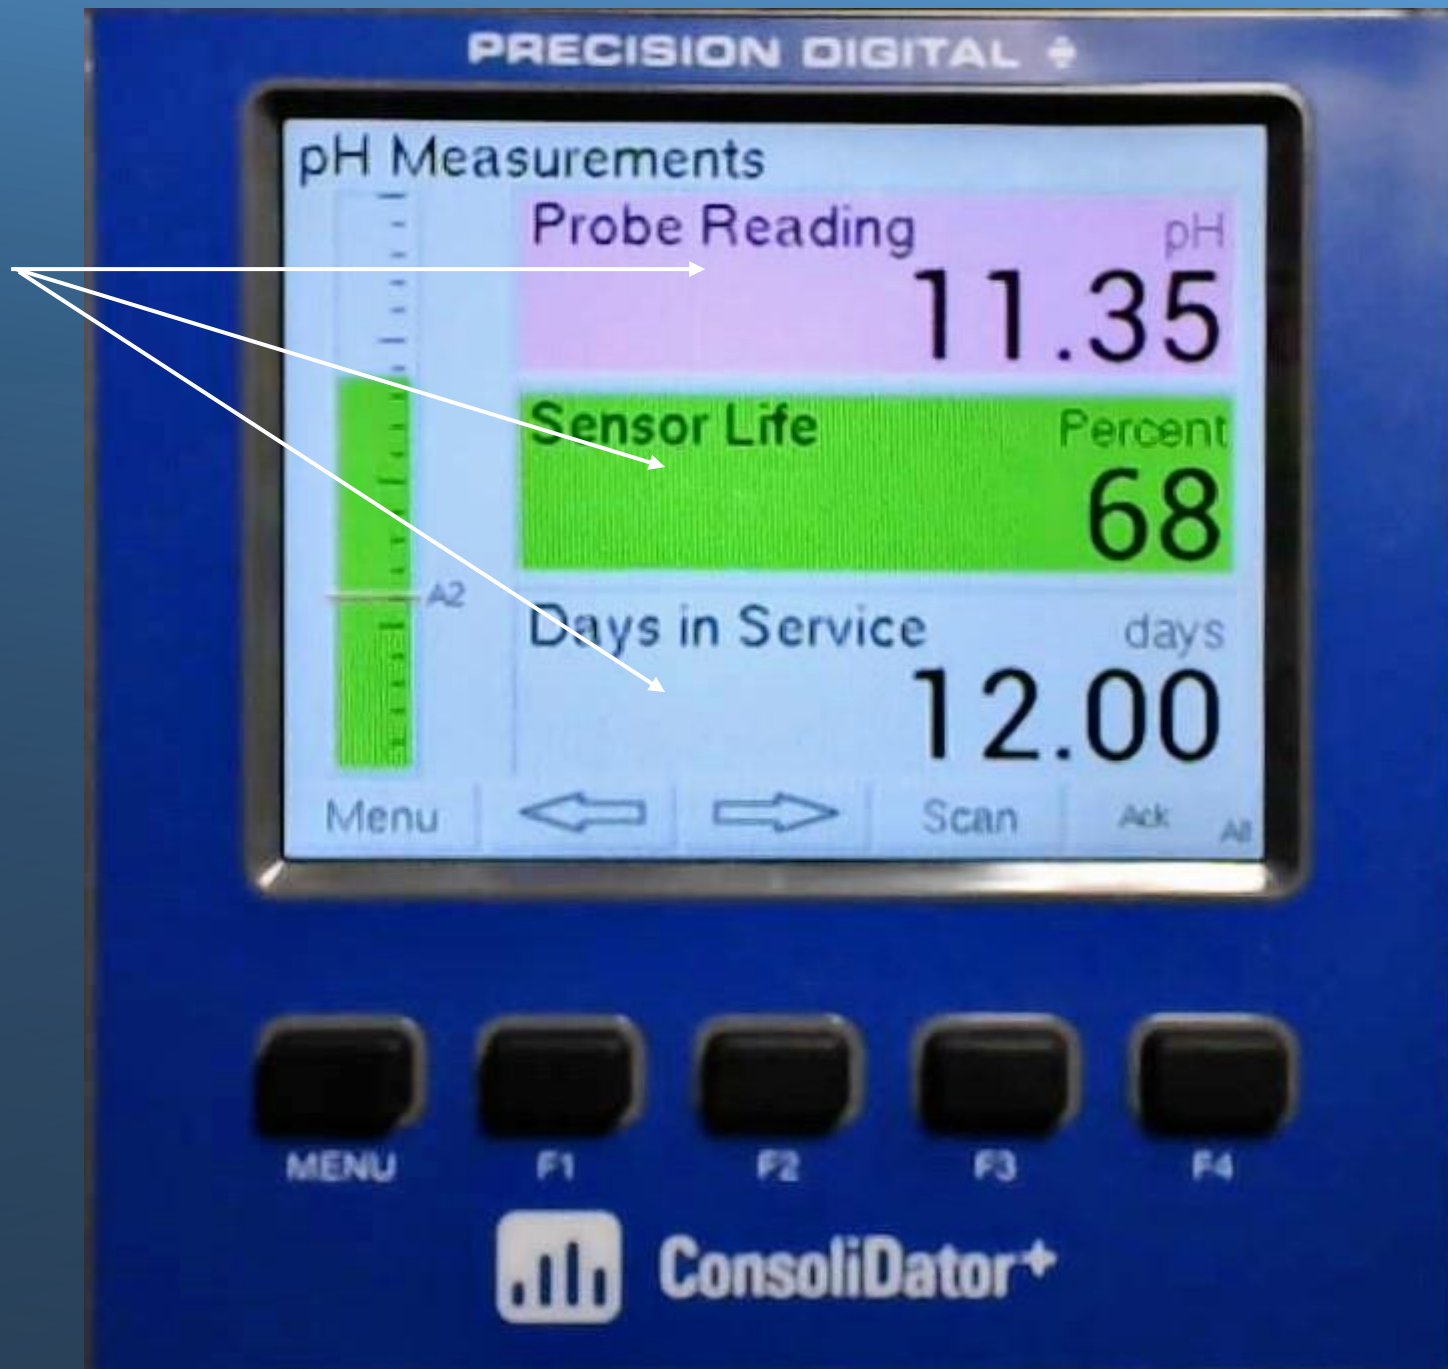 PRECISION DIGITAL
pH Measurements
Probe Reading pH
11.35
Sensor Life Percent
68
A2
Days in Service days
12.00
Menu Scan Ack All
MENU F1 F2 F3 F4
ConsoliDator+